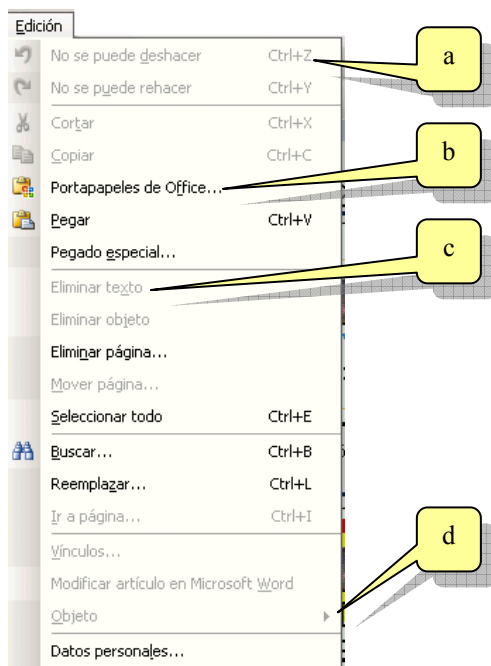 Edición
No se puede deshacer Ctrl+Z
No se puede rehacer Ctrl+Y
Cortar Ctrl+X
Copiar Ctrl+C
Portapapeles de Office...
Pegar Ctrl+V
Pegado especial...
Eliminar texto
Eliminar objeto
Eliminar página...
Mover página...
Seleccionar todo Ctrl+E
Buscar... Ctrl+B
Reemplazar... Ctrl+L
Ir a página... Ctrl+I
Vínculos...
Modificar artículo en Microsoft Word
Objeto
Datos personales...
a
b
c
d